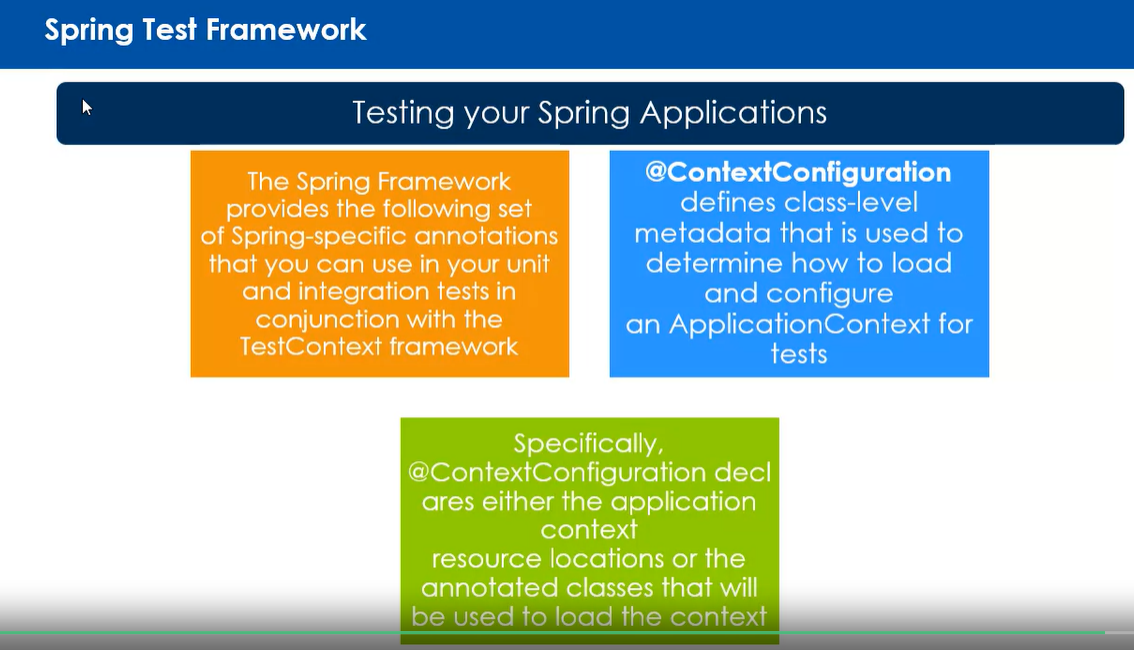 Spring Test Framework
Testing your Spring Applications
The Spring Framework
provides the following set
of Spring-specific annotations
that you can use in your unit
and integration tests in
conjunction with the
TestContext framework
@ContextConfiguration
defines class-level
metadata that is used to
determine how to load
and configure
an ApplicationContext for
tests
Specifically,
@ContextConfiguration decl
ares either the application
context
resource locations or the
annotated classes that will
be used to load the context